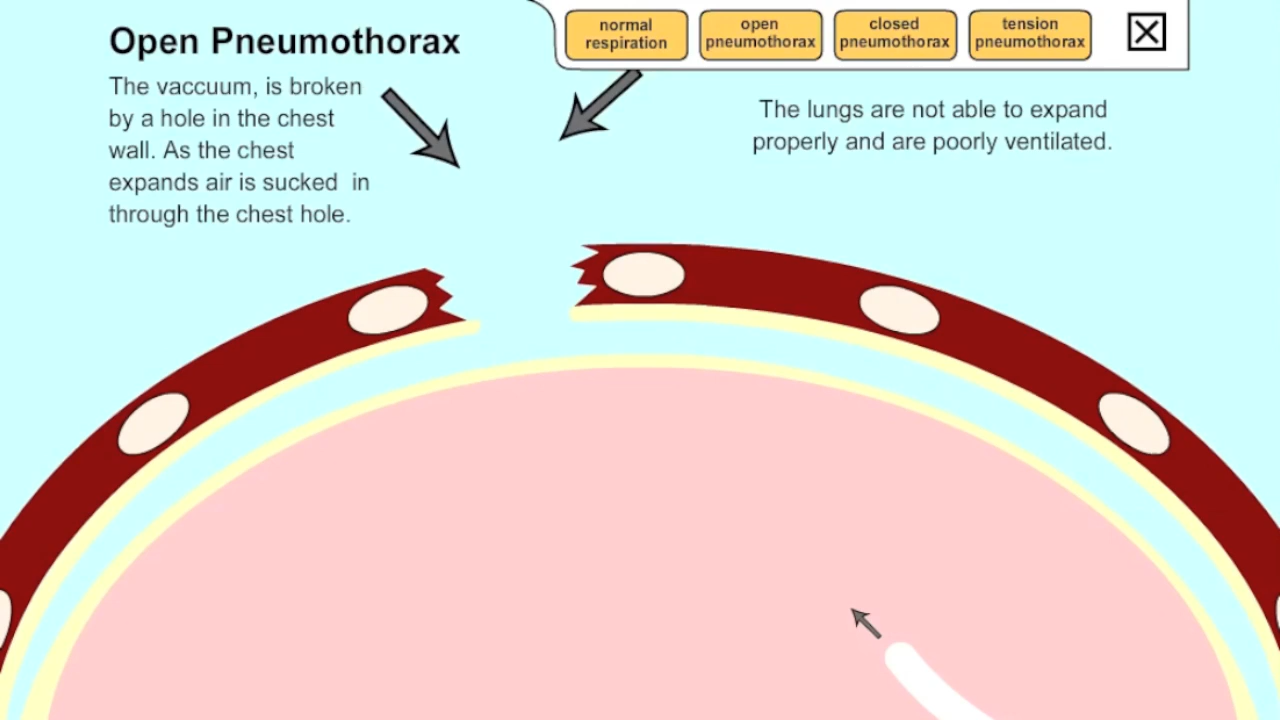 Open Pneumothorax
The vaccuum, is broken
by a hole in the chest
wall. As the chest
expands air is sucked  in
through the chest hole.
normal
respiration
open
pneumothorax
closed
pneumothorax
tension
pneumothorax
The lungs are not able to expand
properly and are poorly ventilated.